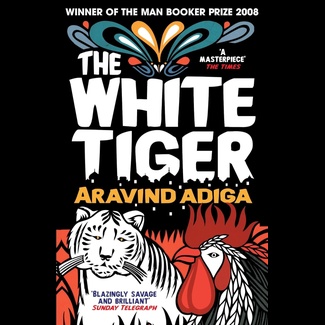 WINNER OF THE MAN BOOKER PRIZE 2008
'A
MASTERPIECE'
THE TIMES
THE
WHITE
TIGER
ARAVIND ADIGA
'BLAZINGLY SAVAGE
AND BRILLIANT'
SUNDAY TELEGRAPH